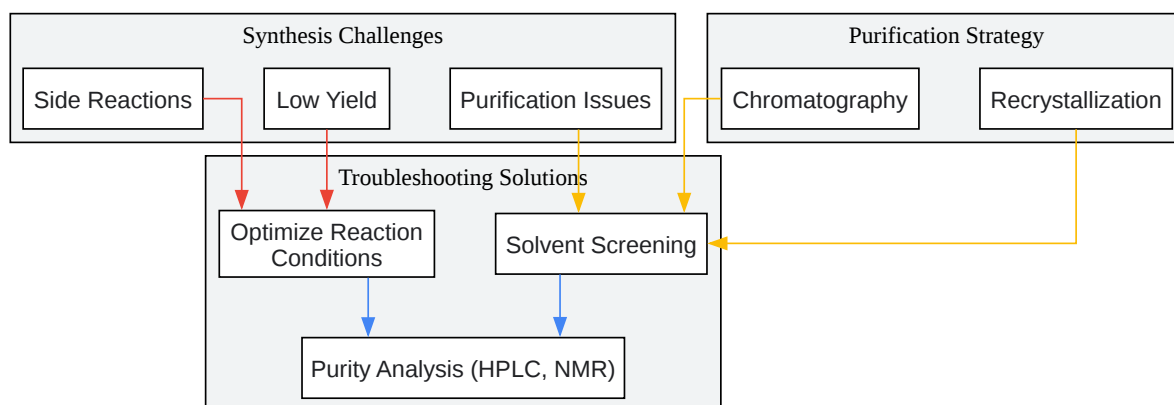 Synthesis Challenges
Side Reactions
Low Yield
Purification Issues
Purification Strategy
Chromatography
Recrystallization
Troubleshooting Solutions
Optimize Reaction
Conditions
Solvent Screening
Purity Analysis (HPLC, NMR)